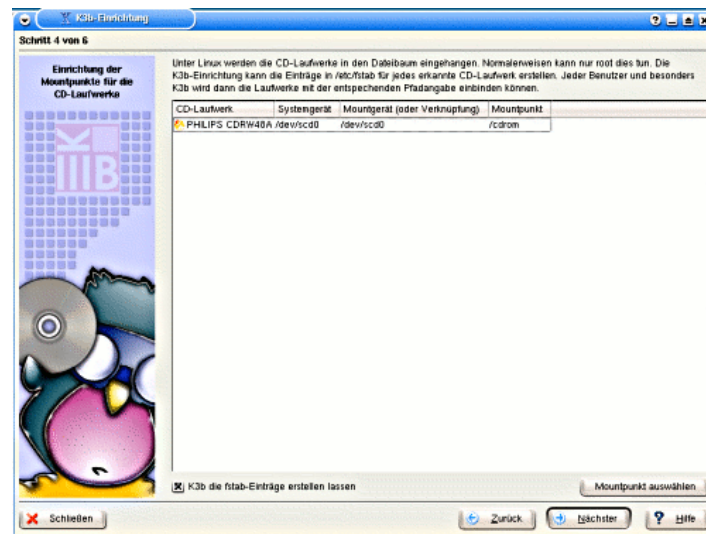 K3b-Einrichtung
Schritt 4 von 6
Einrichtung der
Mountpunkte für die
CD-Laufwerke
Unter Linux werden die CD-Laufwerke in den Dateibaum eingehangen. Normalerweisen kann nur root dies tun. Die
K3b-Einrichtung kann die Einträge in /etc/fstab für jedes erkannte CD-Laufwerk erstellen. Jeder Benutzer und besonders
K3b wird dann die Laufwerke mit der entspechenden Pfadangabe einbinden können.
CD-Laufwerk Systemgerät Mountgerät (oder Verknüpfung) Mountpunkt
PHILIPS CDRW48A /dev/scd0 /dev/scd0 /cdrom
K
IIIB
K3b die fstab-Einträge erstellen lassen
Mountpunkt auswählen
Schließen Zurück Nächster Hilfe